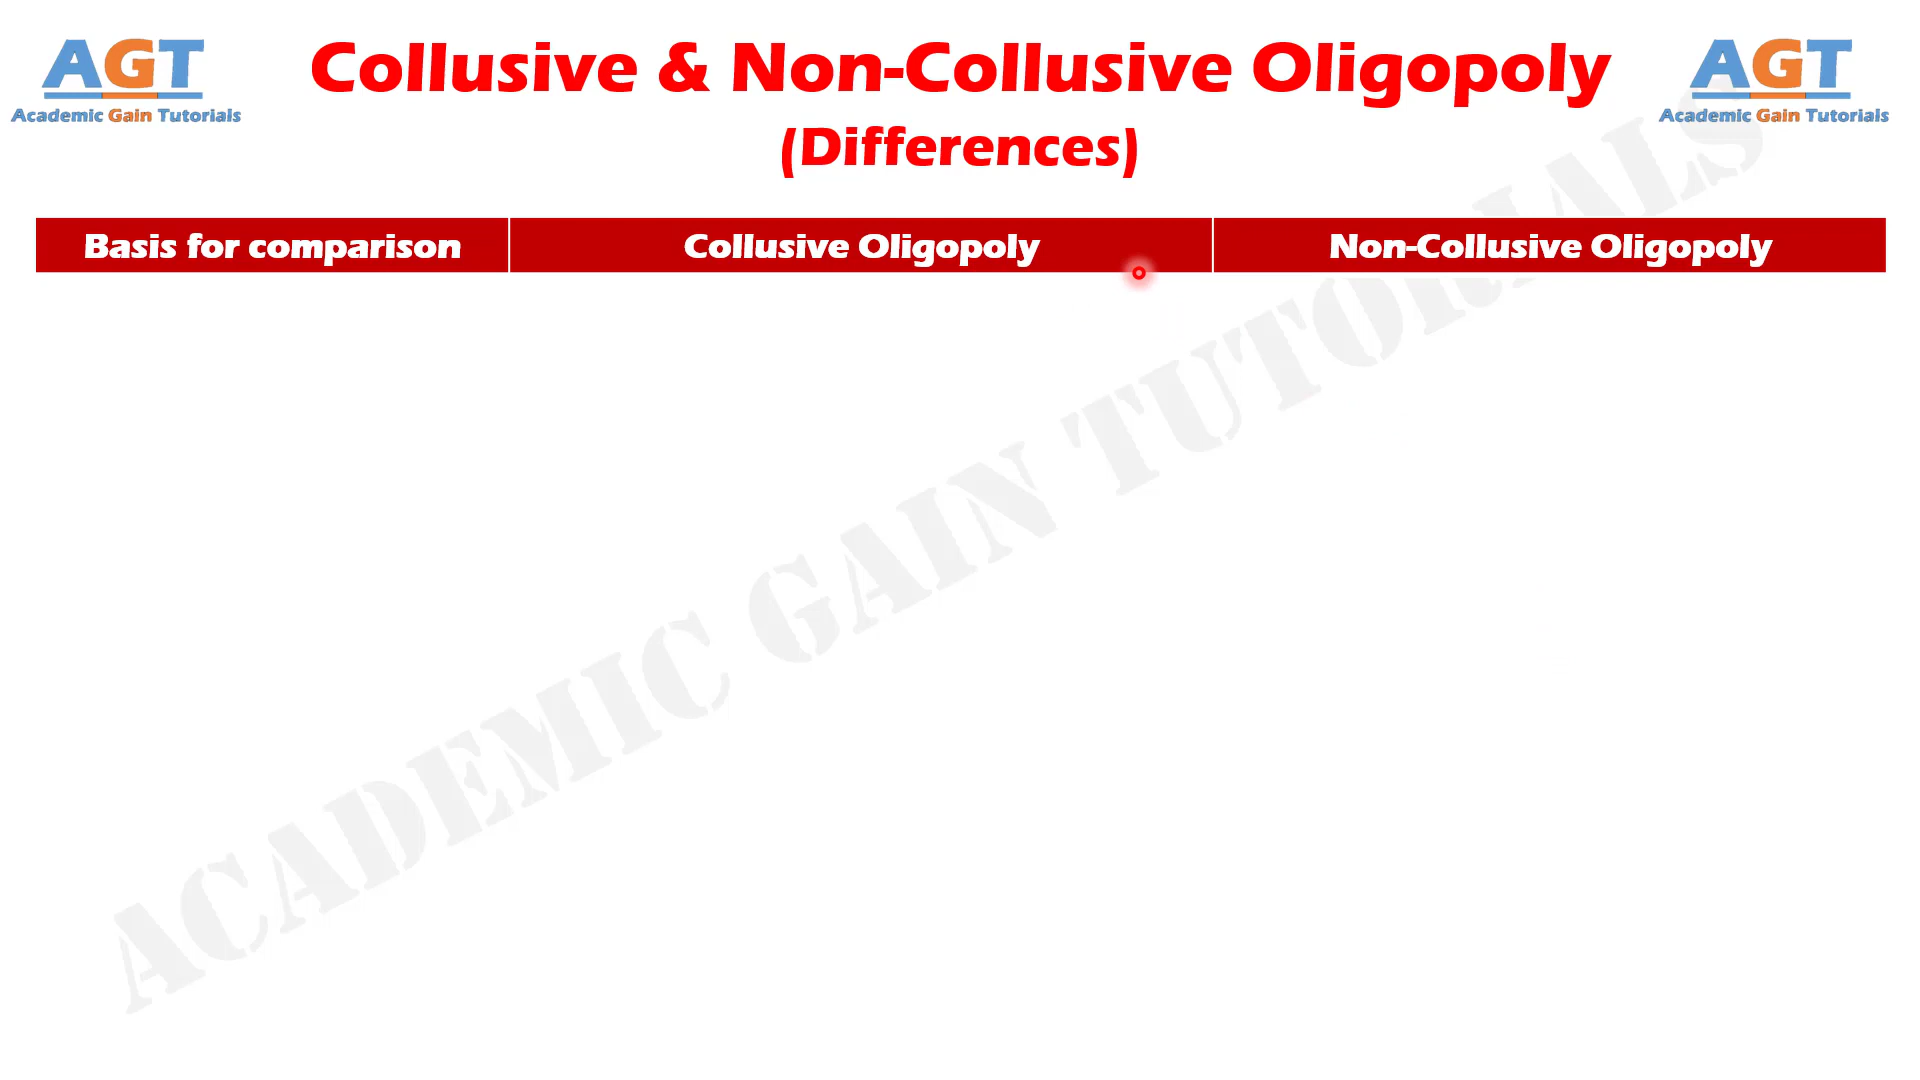 AGT
Academic Gain Tutorials
Collusive & Non-Collusive Oligopoly
(Differences)
AGT
Academic Gain Tutorials
Basis for comparison
Collusive Oligopoly
Non-Collusive Oligopoly
ACADEMIC GAIN TUTORIALS